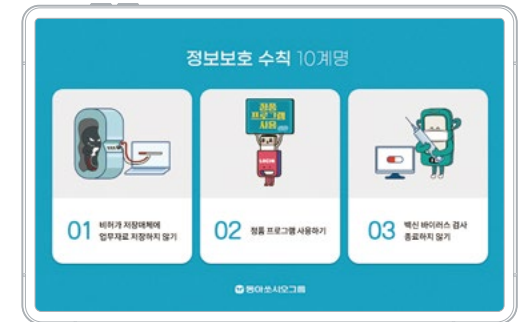 정보보호 수칙 10계명
정품
프로그램
사용
01
비허가 저장매체에
업무자료 저장하지 않기
02
정품 프로그램 사용하기
03
백신 바이러스 검사
종료하지 않기
동아쏘시오그룹